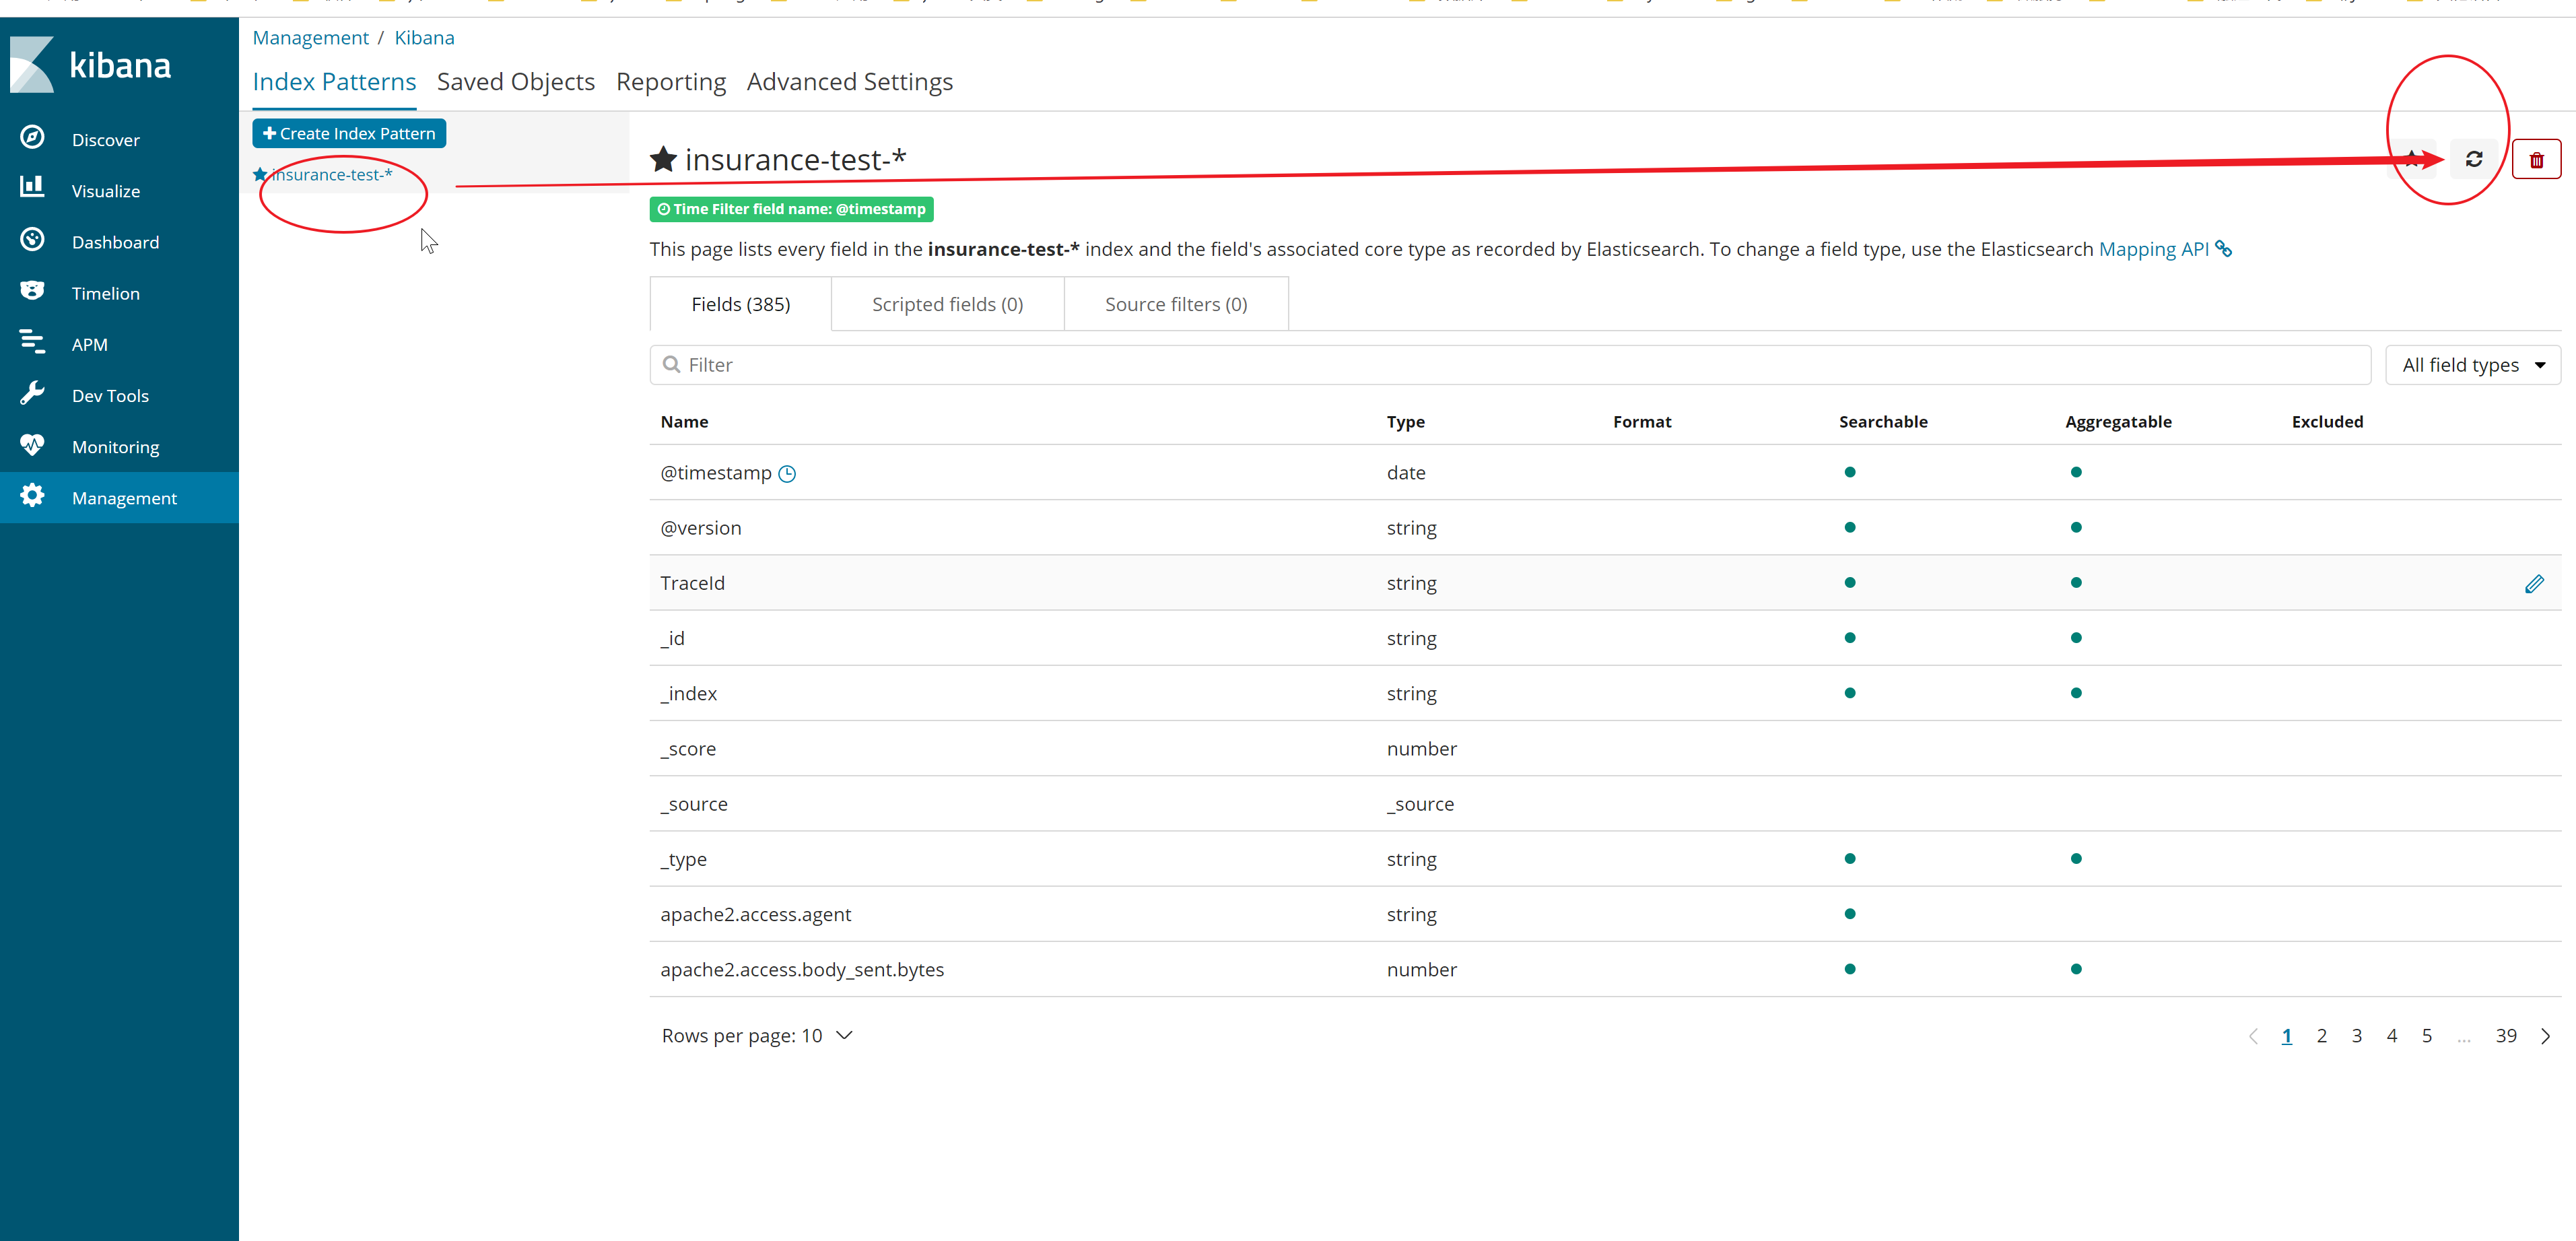 Management / Kibana
kibana
Index Patterns Saved Objects Reporting Advanced Settings
Discover
Visualize
Dashboard
Timelion
APM
Dev Tools
Monitoring
Management
Create Index Pattern
insurance-test-*
insurance-test-*
Time Filter field name: @timestamp
This page lists every field in the insurance-test-* index and the field's associated core type as recorded by Elasticsearch. To change a field type, use the Elasticsearch Mapping API
Fields (385) Scripted fields (0) Source filters (0)
Filter All field types
Name Type Format Searchable Aggregatable Excluded
@timestamp date
@version string
TraceId string
_id string
_index string
_score number
_source _source
_type string
apache2.access.agent string
apache2.access.body_sent.bytes number
Rows per page: 10 1 2 3 4 5 ... 39